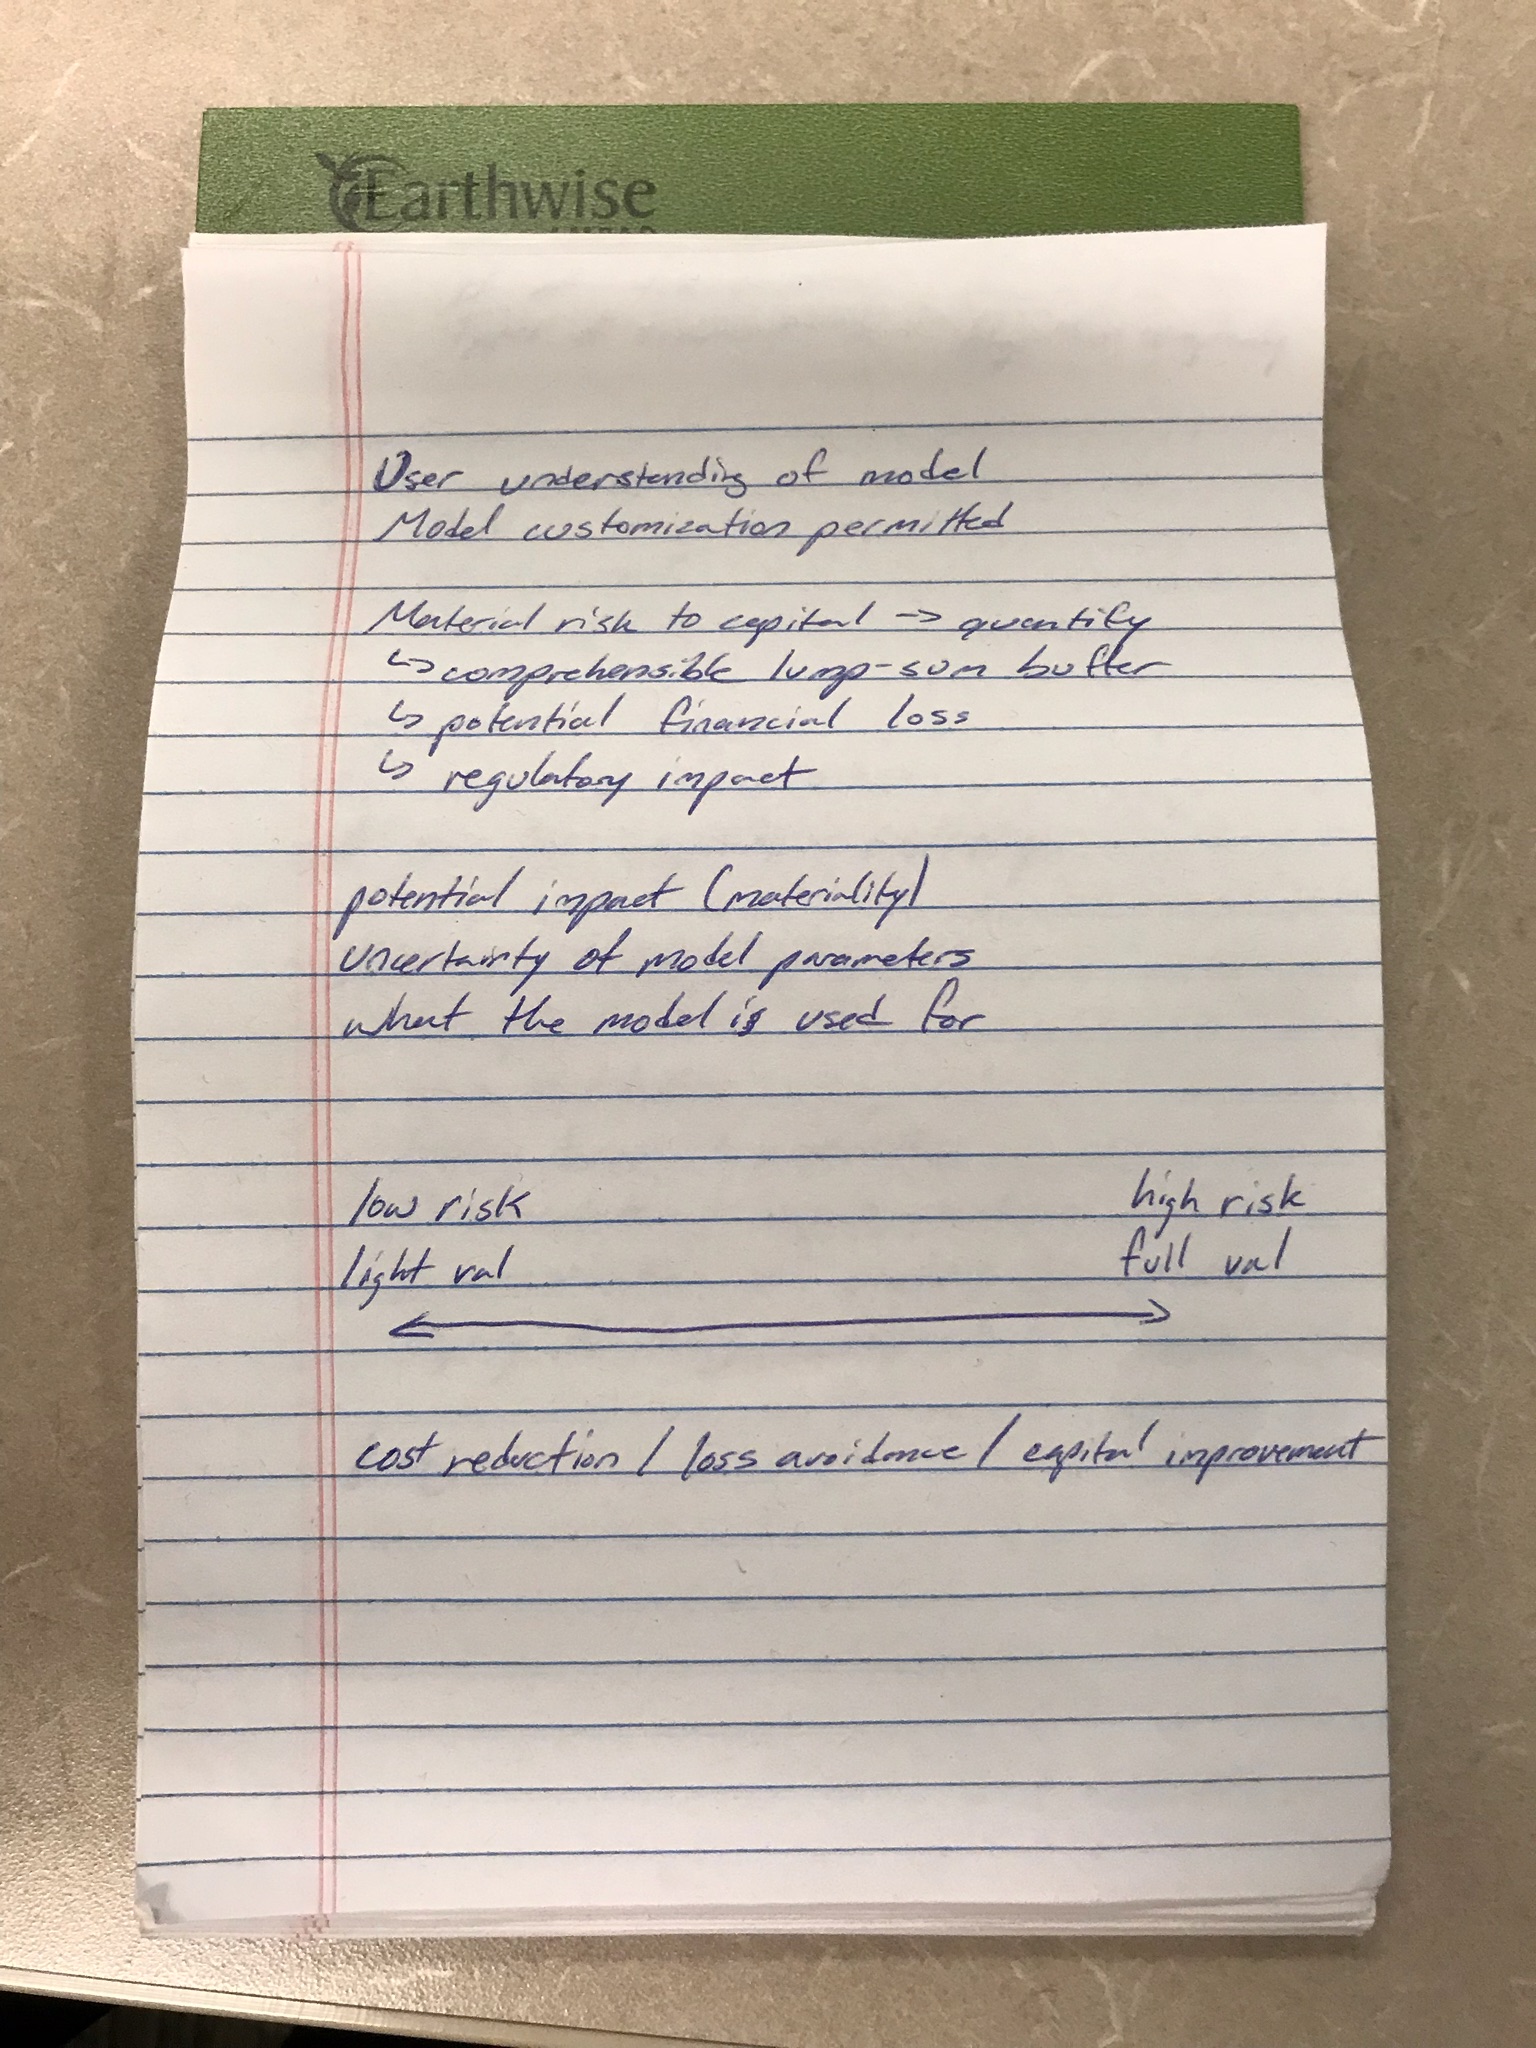 Earthwise
User understanding of model
Model customization permitted
Material risk to capital → quantify
↳ comprehensible lump-sum buffer
↳ potential financial loss
↳ regulatory impact
potential impact (materiality)
uncertainty of model parameters
what the model is used for
low risk high risk
light val full val
cost reduction / loss avoidance / capital improvement